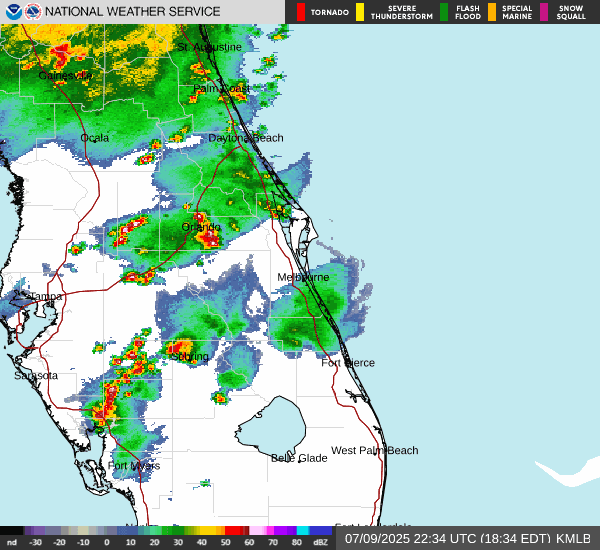 NATIONAL WEATHER SERVICE
TORNADO
SEVERE THUNDERSTORM
FLASH FLOOD
SPECIAL MARINE
SNOW SQUALL
St. Augustine
Gainesville
Palm Coast
Ocala
Daytona Beach
Orlando
Melbourne
Tampa
Sebring
Fort Pierce
Sarasota
West Palm Beach
Belle Glade
Fort Myers
nd -30 -20 -10 0 10 20 30 40 50 60 70 80 dBZ
07/09/2025 22:34 UTC (18:34 EDT) KMLB